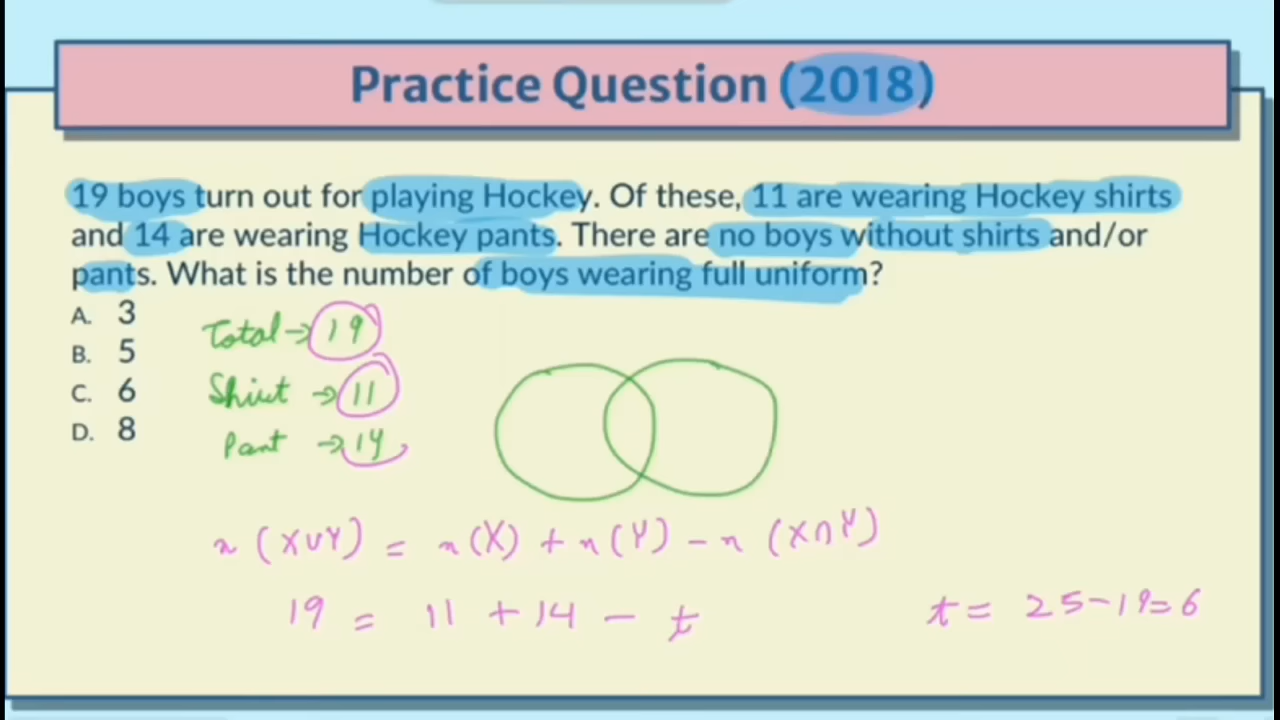 Practice Question (2018)
19 boys turn out for playing Hockey. Of these, 11 are wearing Hockey shirts
and 14 are wearing Hockey pants. There are no boys without shirts and/or
pants. What is the number of boys wearing full uniform?
A. 3
B. 5
C. 6
D. 8
Total → 19
Shirt → 11
Pant → 14
n (X∪Y) = n (X) + n (Y) − n (X∩Y)
19 = 11 + 14 − t
t = 25−19=6